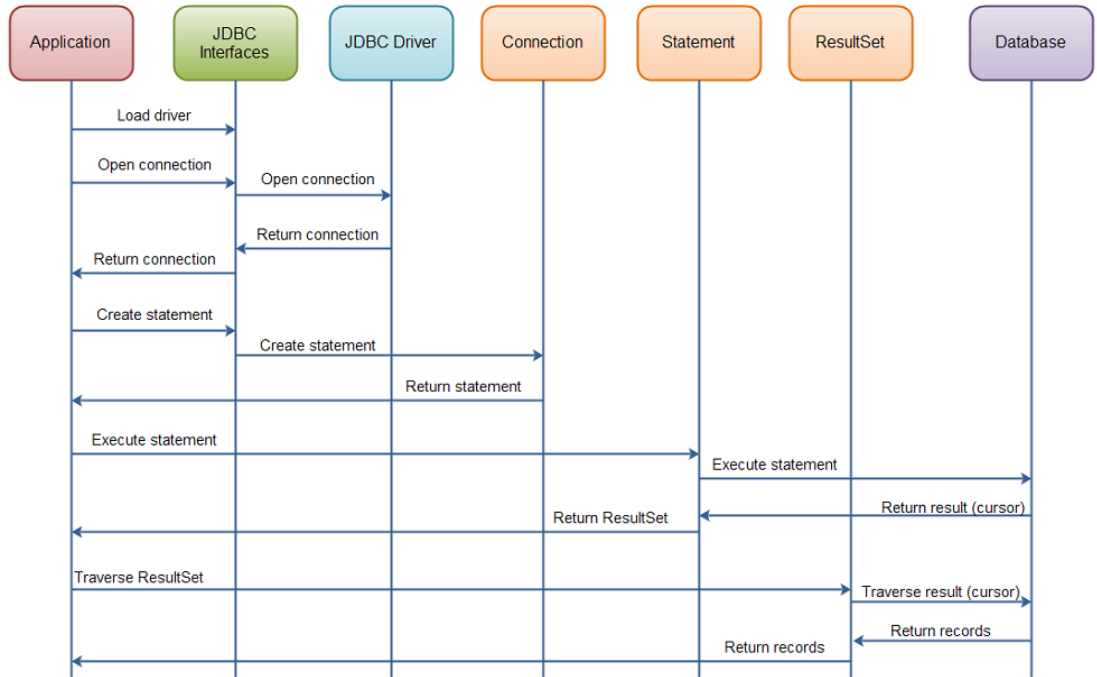 Application
JDBC
Interfaces
JDBC Driver
Connection
Statement
ResultSet
Database
Load driver
Open connection
Open connection
Return connection
Return connection
Create statement
Create statement
Return statement
Execute statement
Execute statement
Return result (cursor)
Return ResultSet
Traverse ResultSet
Traverse result (cursor)
Return records
Return records